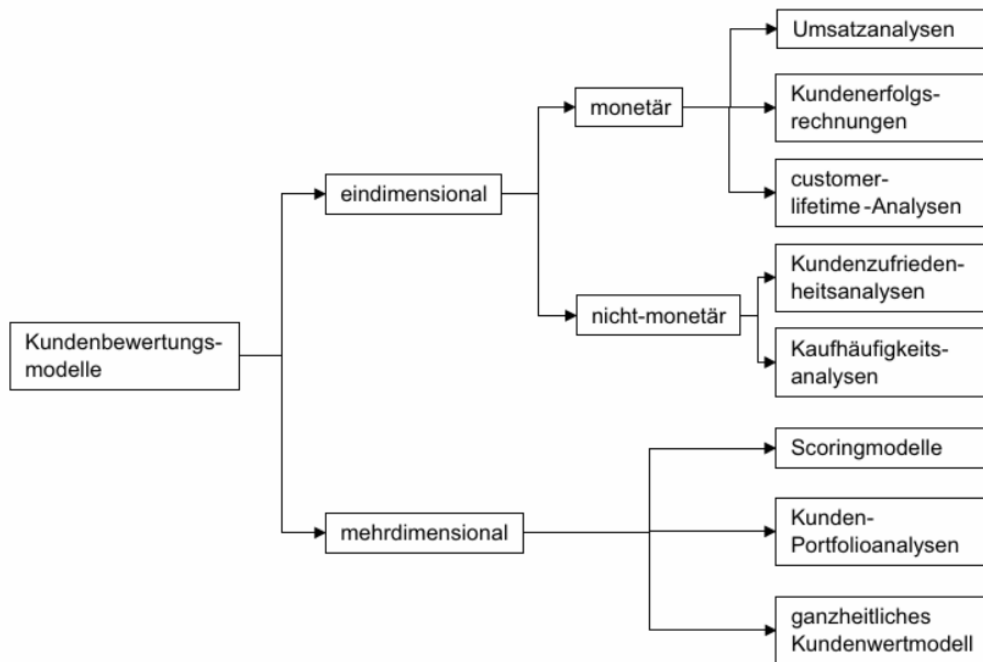 Umsatzanalysen
monetär
Kundenerfolgs-
rechnungen
eindimensional
customer-
lifetime-Analysen
Kundenzufrieden-
heitsanalysen
nicht-monetär
Kundenbewertungs-
modelle
Kaufhäufigkeits-
analysen
Scoringmodelle
mehrdimensional
Kunden-
Portfolioanalysen
ganzheitliches
Kundenwertmodell